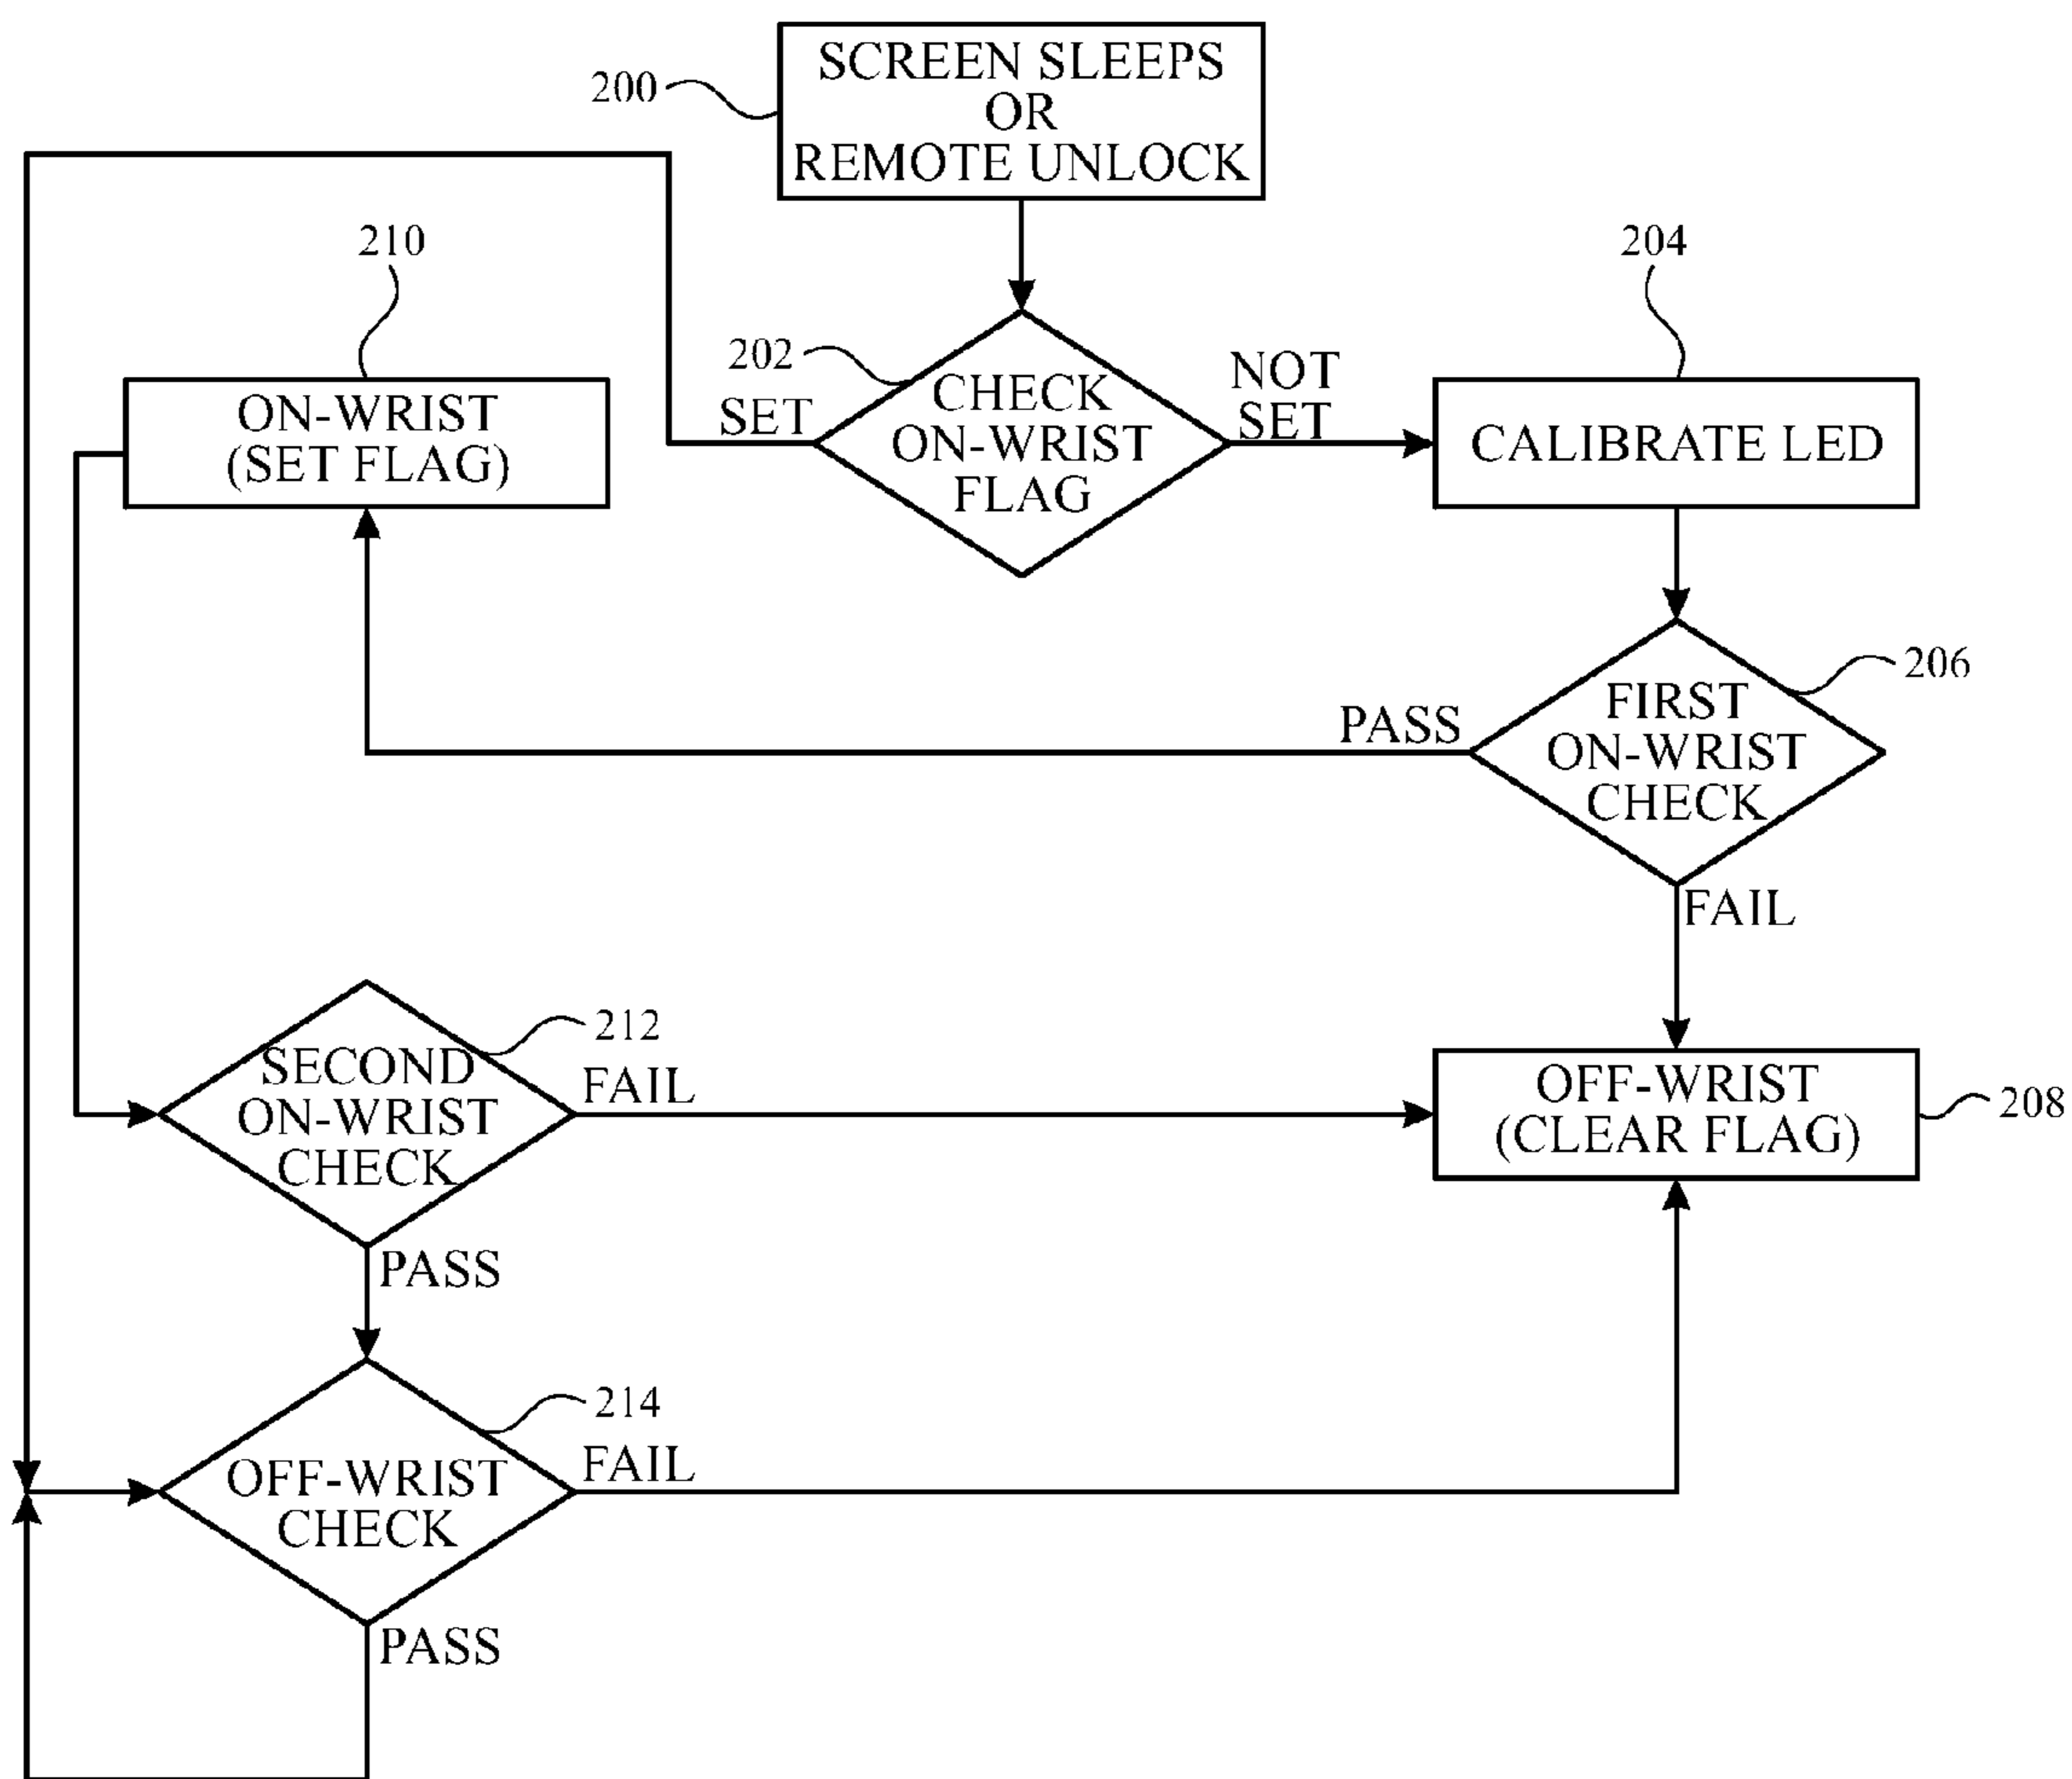 SCREEN SLEEPS
OR
REMOTE UNLOCK
200
210
204
202
SET
CHECK
ON-WRIST
FLAG
NOT
SET
ON-WRIST
(SET FLAG)
CALIBRATE LED
206
PASS
FIRST
ON-WRIST
CHECK
FAIL
212
SECOND
ON-WRIST
CHECK
FAIL
OFF-WRIST
(CLEAR FLAG)
208
PASS
214
OFF-WRIST
CHECK
FAIL
PASS